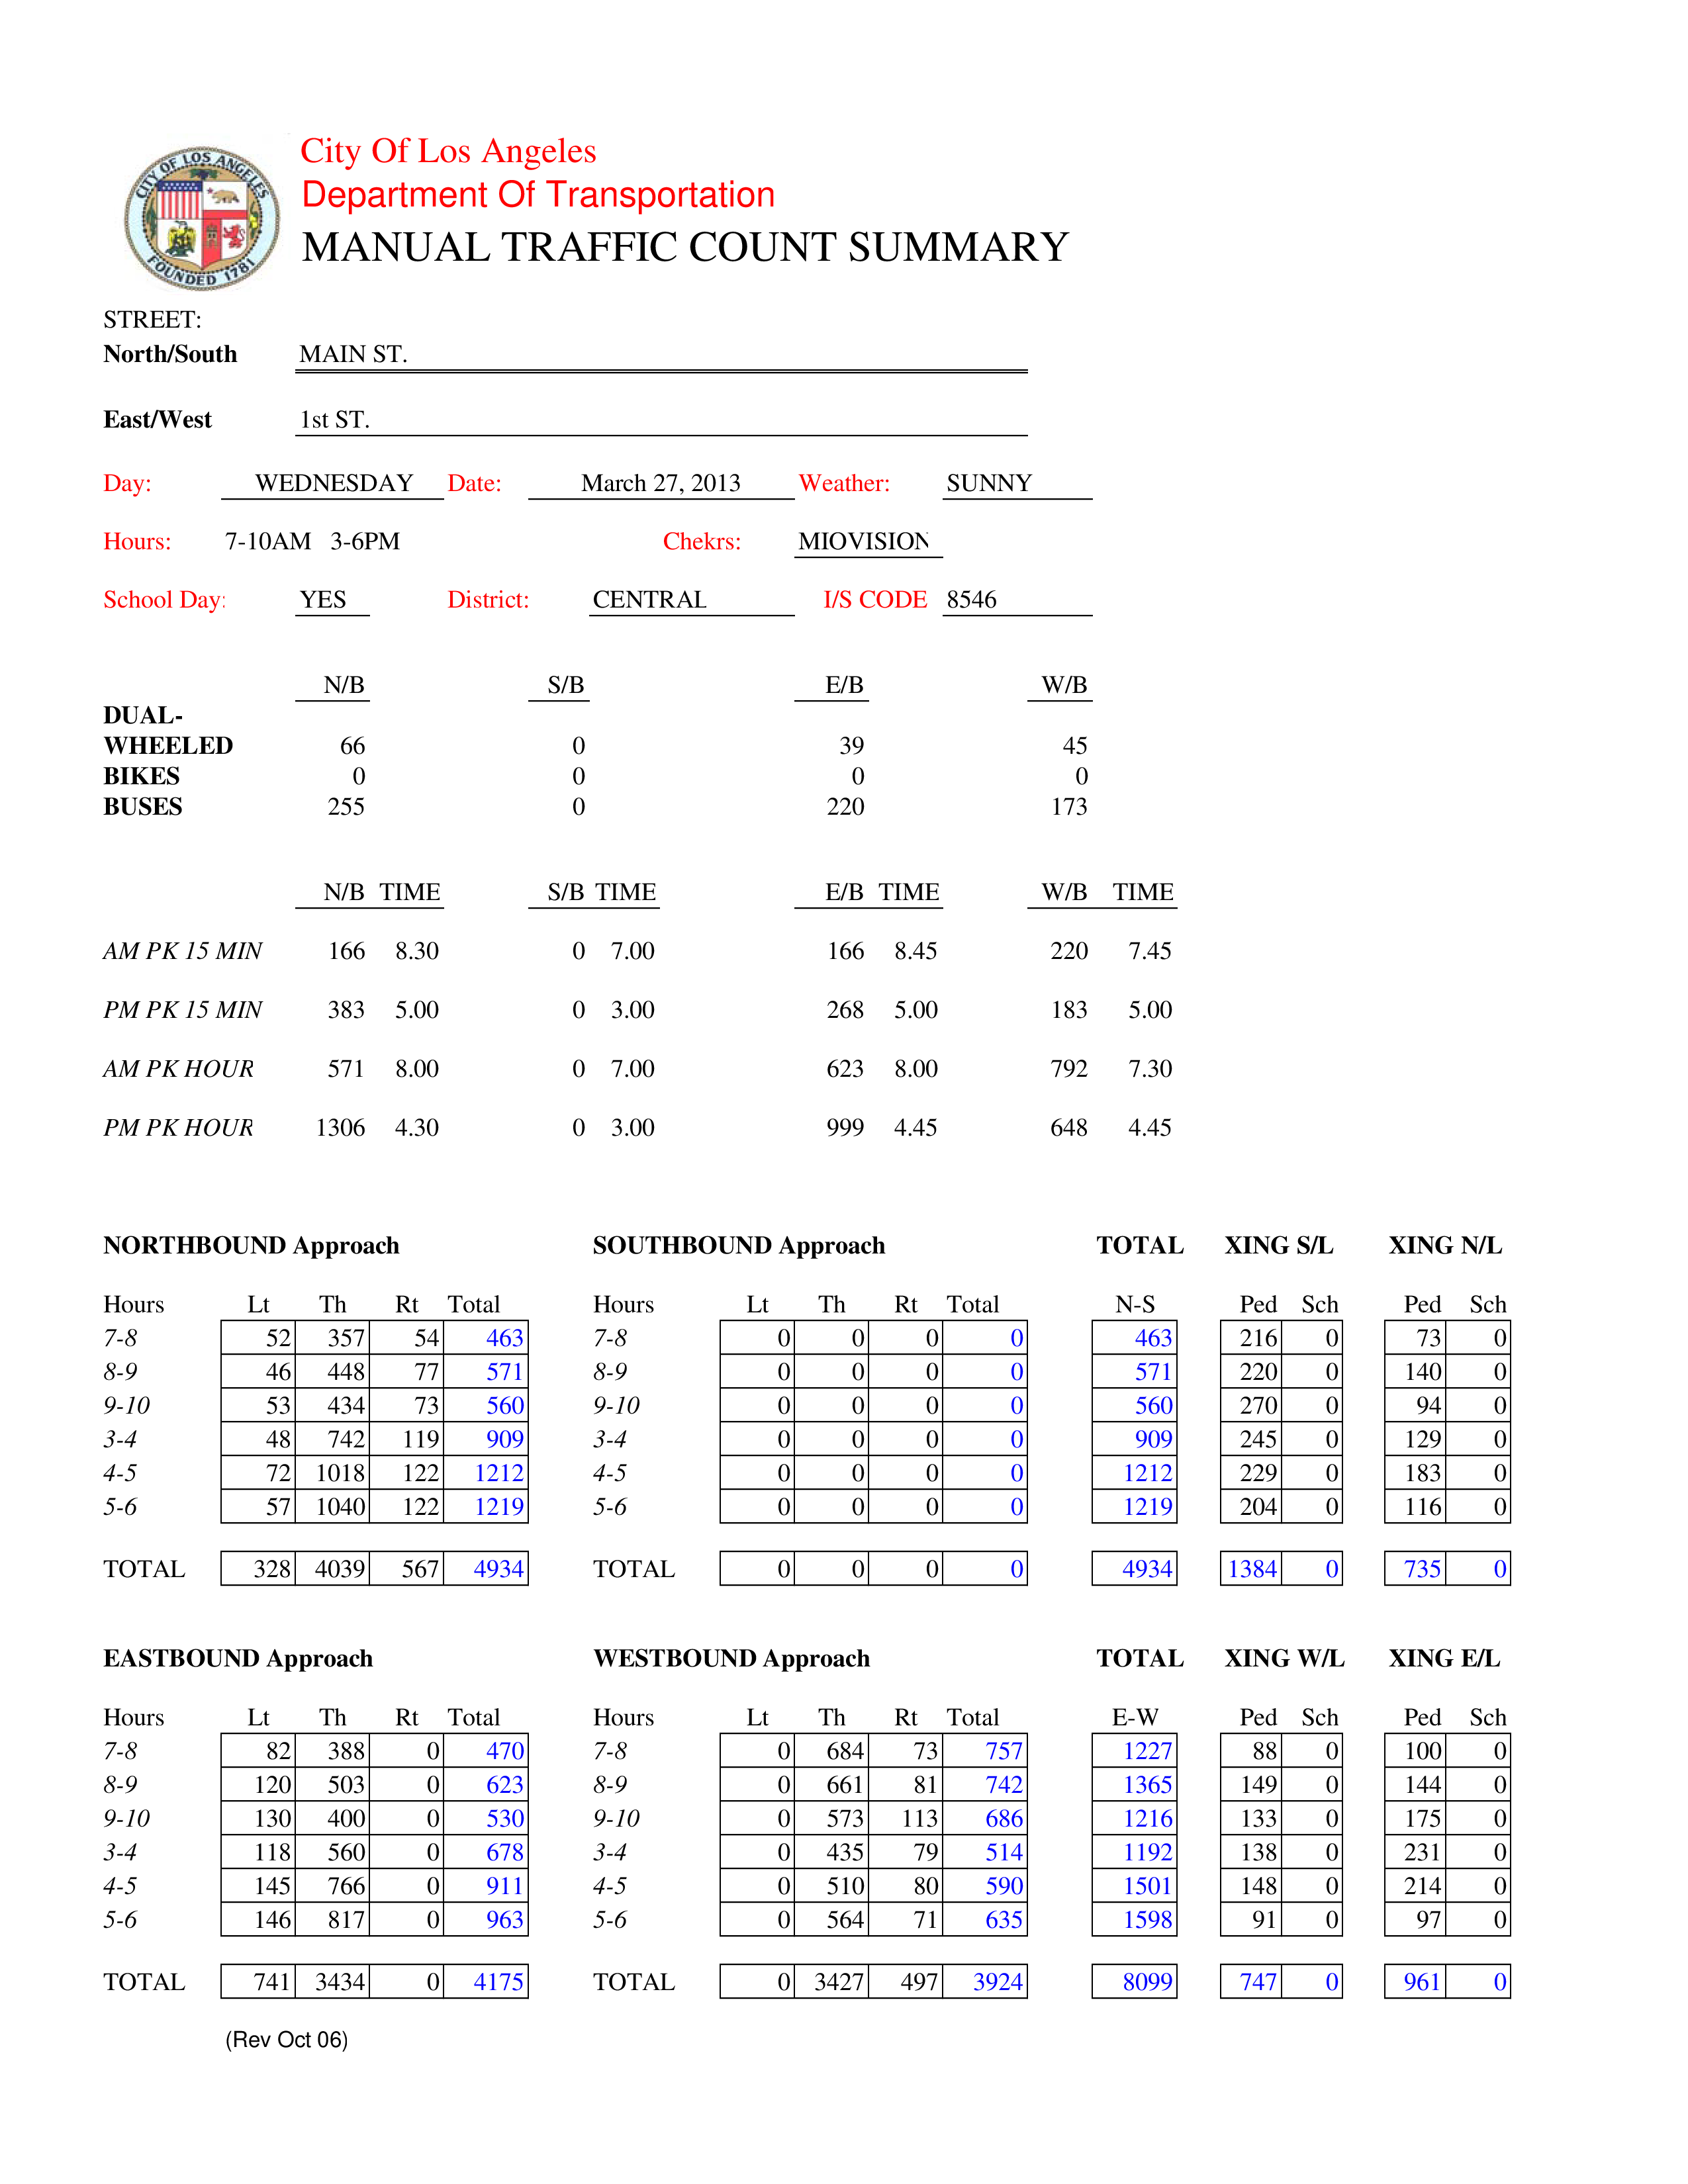 CITY OF LOS ANGELES
FOUNDED 1781
City Of Los Angeles
Department Of Transportation
MANUAL TRAFFIC COUNT SUMMARY
STREET:
North/South MAIN ST.
East/West 1st ST.
Day: WEDNESDAY Date: March 27, 2013 Weather: SUNNY
Hours: 7-10AM 3-6PM Chekrs: MIOVISION
School Day: YES District: CENTRAL I/S CODE 8546
N/B S/B E/B W/B
DUAL-
WHEELED 66 0 39 45
BIKES 0 0 0 0
BUSES 255 0 220 173
N/B TIME S/B TIME E/B TIME W/B TIME
AM PK 15 MIN 166 8.30 0 7.00 166 8.45 220 7.45
PM PK 15 MIN 383 5.00 0 3.00 268 5.00 183 5.00
AM PK HOUR 571 8.00 0 7.00 623 8.00 792 7.30
PM PK HOUR 1306 4.30 0 3.00 999 4.45 648 4.45
NORTHBOUND Approach SOUTHBOUND Approach TOTAL XING S/L XING N/L
Hours Lt Th Rt Total Hours Lt Th Rt Total N-S Ped Sch Ped Sch
7-8 52 357 54 463 7-8 0 0 0 0 463 216 0 73 0
8-9 46 448 77 571 8-9 0 0 0 0 571 220 0 140 0
9-10 53 434 73 560 9-10 0 0 0 0 560 270 0 94 0
3-4 48 742 119 909 3-4 0 0 0 0 909 245 0 129 0
4-5 72 1018 122 1212 4-5 0 0 0 0 1212 229 0 183 0
5-6 57 1040 122 1219 5-6 0 0 0 0 1219 204 0 116 0
TOTAL 328 4039 567 4934 TOTAL 0 0 0 0 4934 1384 0 735 0
EASTBOUND Approach WESTBOUND Approach TOTAL XING W/L XING E/L
Hours Lt Th Rt Total Hours Lt Th Rt Total E-W Ped Sch Ped Sch
7-8 82 388 0 470 7-8 0 684 73 757 1227 88 0 100 0
8-9 120 503 0 623 8-9 0 661 81 742 1365 149 0 144 0
9-10 130 400 0 530 9-10 0 573 113 686 1216 133 0 175 0
3-4 118 560 0 678 3-4 0 435 79 514 1192 138 0 231 0
4-5 145 766 0 911 4-5 0 510 80 590 1501 148 0 214 0
5-6 146 817 0 963 5-6 0 564 71 635 1598 91 0 97 0
TOTAL 741 3434 0 4175 TOTAL 0 3427 497 3924 8099 747 0 961 0
(Rev Oct 06)